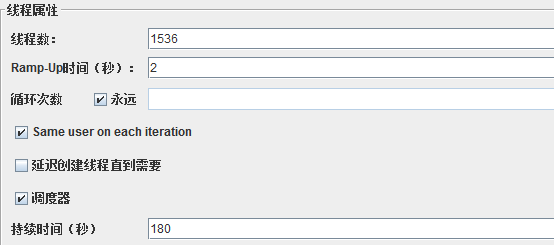 线程属性
线程数： 1536
Ramp-Up时间（秒）： 2
循环次数 永远
Same user on each iteration
延迟创建线程直到需要
调度器
持续时间（秒） 180